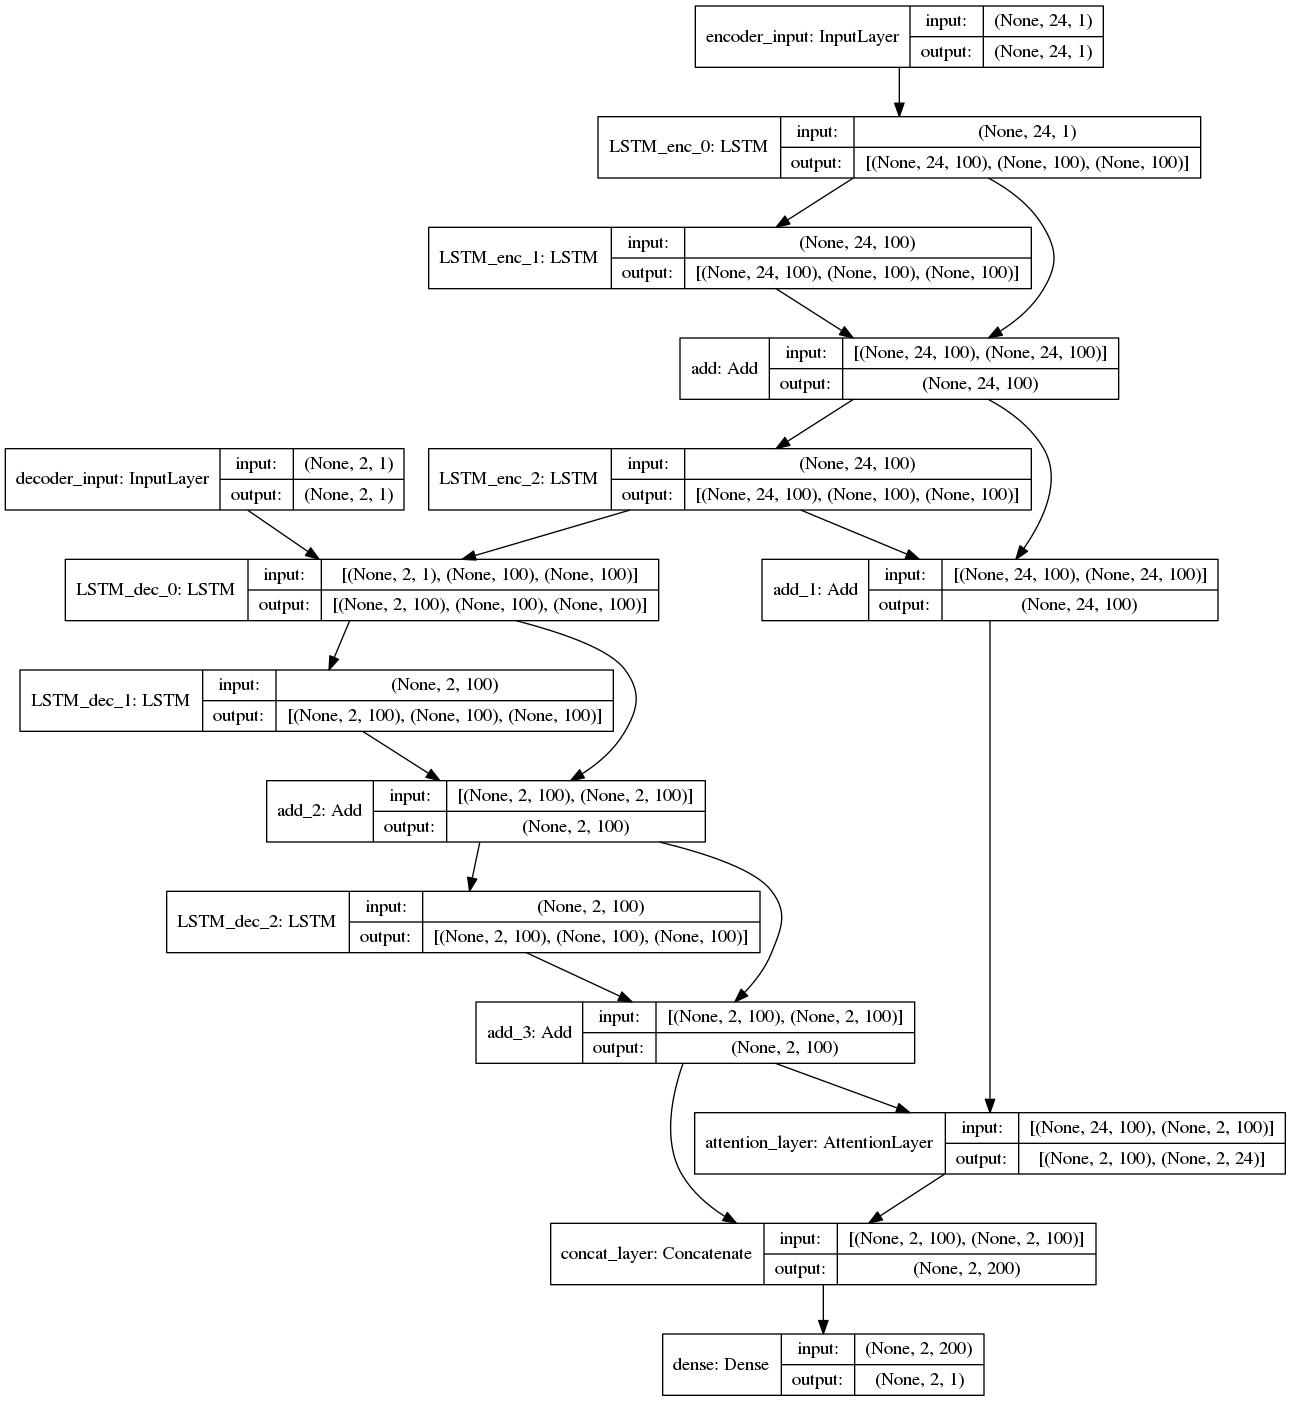 encoder_input: InputLayer
input: (None, 24, 1)
output: (None, 24, 1)
LSTM_enc_0: LSTM
input: (None, 24, 1)
output: [(None, 24, 100), (None, 100), (None, 100)]
LSTM_enc_1: LSTM
input: (None, 24, 100)
output: [(None, 24, 100), (None, 100), (None, 100)]
add: Add
input: [(None, 24, 100), (None, 24, 100)]
output: (None, 24, 100)
decoder_input: InputLayer
input: (None, 2, 1)
output: (None, 2, 1)
LSTM_enc_2: LSTM
input: (None, 24, 100)
output: [(None, 24, 100), (None, 100), (None, 100)]
LSTM_dec_0: LSTM
input: [(None, 2, 1), (None, 100), (None, 100)]
output: [(None, 2, 100), (None, 100), (None, 100)]
add_1: Add
input: [(None, 24, 100), (None, 24, 100)]
output: (None, 24, 100)
LSTM_dec_1: LSTM
input: (None, 2, 100)
output: [(None, 2, 100), (None, 100), (None, 100)]
add_2: Add
input: [(None, 2, 100), (None, 2, 100)]
output: (None, 2, 100)
LSTM_dec_2: LSTM
input: (None, 2, 100)
output: [(None, 2, 100), (None, 100), (None, 100)]
add_3: Add
input: [(None, 2, 100), (None, 2, 100)]
output: (None, 2, 100)
attention_layer: AttentionLayer
input: [(None, 24, 100), (None, 2, 100)]
output: [(None, 2, 100), (None, 2, 24)]
concat_layer: Concatenate
input: [(None, 2, 100), (None, 2, 100)]
output: (None, 2, 200)
dense: Dense
input: (None, 2, 200)
output: (None, 2, 1)